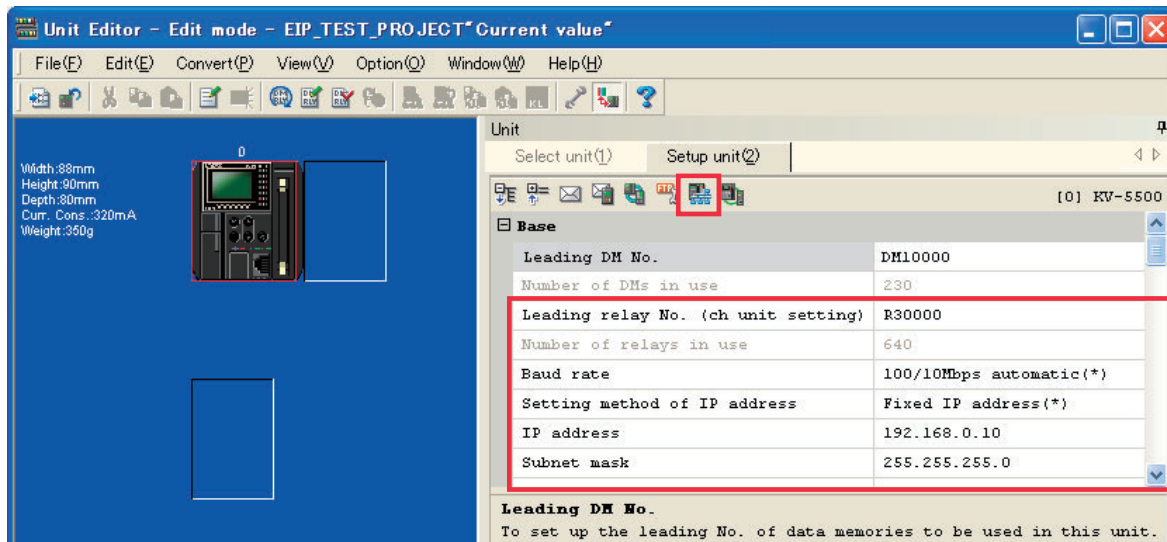 Unit Editor - Edit mode - EIP_TEST_PROJECT"Current value"
File(F) Edit(E) Convert(P) View(V) Option(O) Window(W) Help(H)
Width:88mm
Height:90mm
Depth:80mm
Curr. Cons.:320mA
Weight:350g
0
Unit
Select unit(1) Setup unit(2)
[0] KV-5500
Base
Leading DM No. DM10000
Number of DMs in use 230
Leading relay No. (ch unit setting) R30000
Number of relays in use 640
Baud rate 100/10Mbps automatic(*)
Setting method of IP address Fixed IP address(*)
IP address 192.168.0.10
Subnet mask 255.255.255.0
Leading DM No.
To set up the leading No. of data memories to be used in this unit.